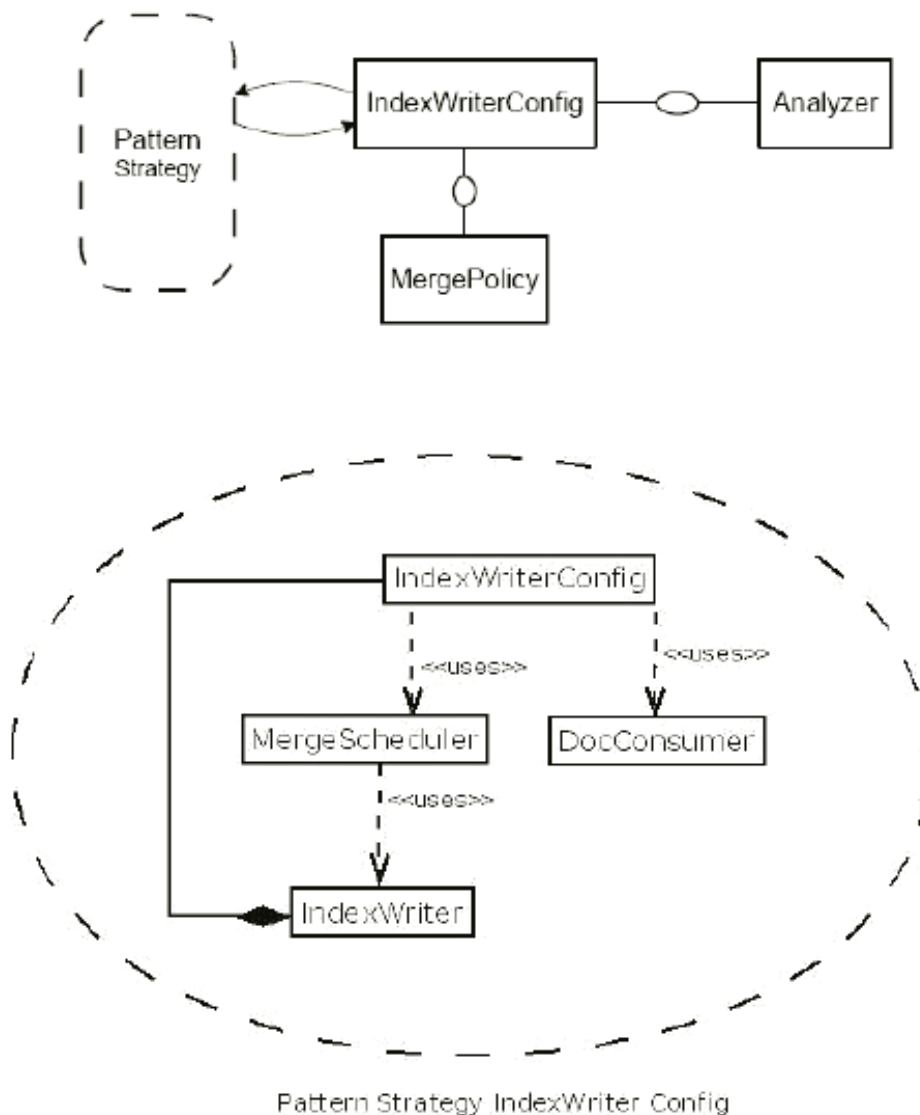 Pattern
Strategy
IndexWriterConfig
Analyzer
MergePolicy
IndexWriterConfig
<<uses>>
<<uses>>
MergeScheduler
DocConsumer
<<uses>>
IndexWriter
Pattern Strategy IndexWriter Config